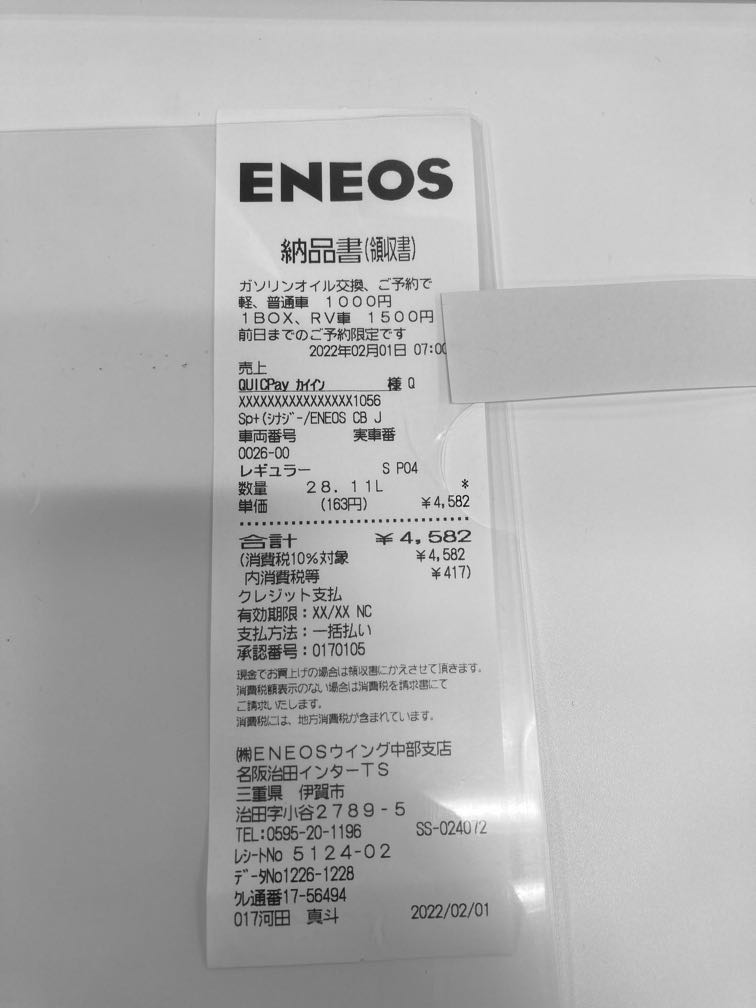 ENEOS
納品書(領収書)
ガソリンオイル交換、ご予約で
軽、普通車 1000円
1BOX、RV車 1500円
前日までのご予約限定です
2022年02月01日 07:00
売上
QUICPay カイイン 様 Q
XXXXXXXXXXXXXXXX1056
Sp+(シナジー/ENEOS CB J
車両番号 実車番
0026-00
レギュラー S P04
数量 28.11L *
単価 (163円) ¥4,582
合計 ¥4,582
(消費税10%対象 ¥4,582
内消費税等 ¥417)
クレジット支払
有効期限:XX/XX NC
支払方法:一括払い
承認番号:0170105
現金でお買上げの場合は領収書にかえさせて頂きます。
消費税額表示のない場合は消費税を請求書にて
ご請求いたします。
消費税には、地方消費税が含まれています。
㈱ENEOSウイング中部支店
名阪治田インターTS
三重県 伊賀市
治田字小谷2789-5
TEL:0595-20-1196 SS-024072
レシートNo 5124-02
データNo1226-1228
クレ通番17-56494
017河田 真斗 2022/02/01